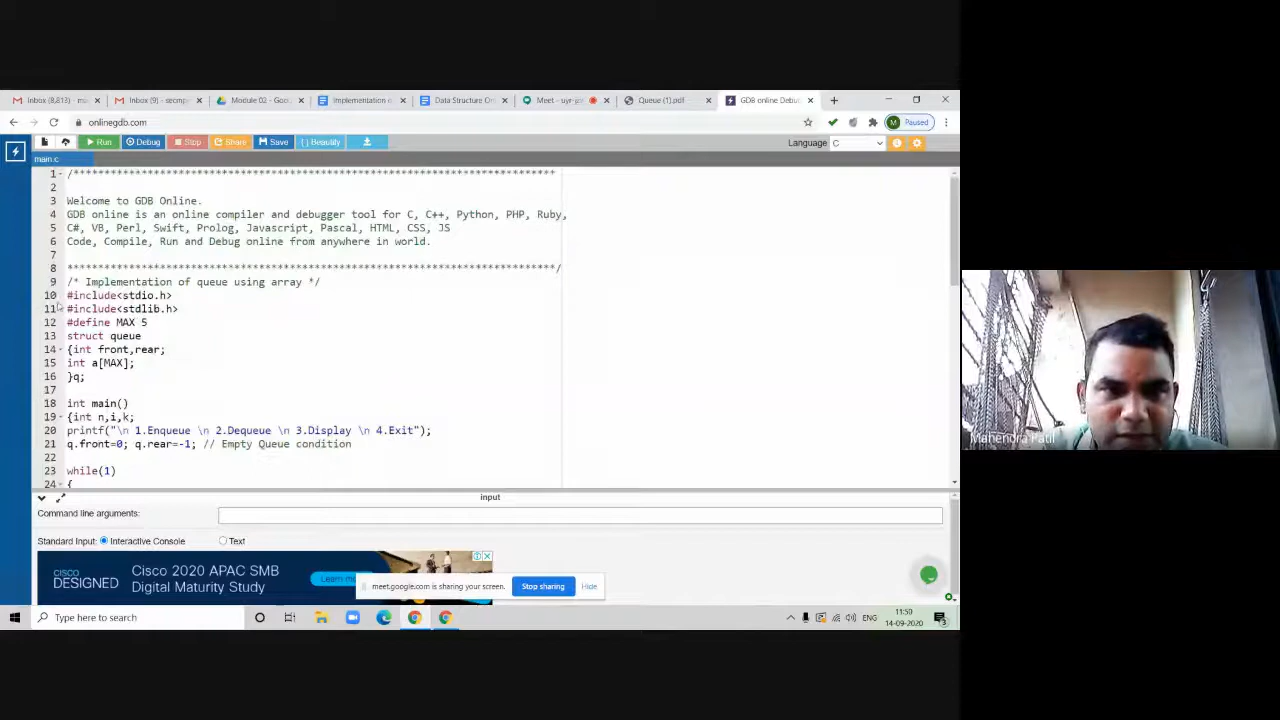 Inbox (8,813) - ma
Inbox (9) - secmp
Module 02 - Goo
Implementation o
Data Structure On
Meet - uyr-jo
Queue (1).pdf
GDB online Debu
onlinegdb.com
M Paused
Run Debug Stop Share Save { } Beautify
Language C
main.c
1 /******************************************************************************
2
3 Welcome to GDB Online.
4 GDB online is an online compiler and debugger tool for C, C++, Python, PHP, Ruby,
5 C#, VB, Perl, Swift, Prolog, Javascript, Pascal, HTML, CSS, JS
6 Code, Compile, Run and Debug online from anywhere in world.
7
8 *******************************************************************************/
9 /* Implementation of queue using array */
10 #include<stdio.h>
11 #include<stdlib.h>
12 #define MAX 5
13 struct queue
14 {int front,rear;
15 int a[MAX];
16 }q;
17
18 int main()
19 {int n,i,k;
20 printf("\n 1.Enqueue \n 2.Dequeue \n 3.Display \n 4.Exit");
21 q.front=0; q.rear=-1; // Empty Queue condition
22
23 while(1)
24 {
input
Command line arguments:
Standard Input: Interactive Console Text
CISCO
DESIGNED
Cisco 2020 APAC SMB
Digital Maturity Study
Learn
meet.google.com is sharing your screen. Stop sharing Hide
Type here to search
ENG
14-09-2020
Mahendra Patil